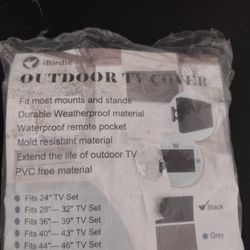 iBirdie
OUTDOOR TV COVER
Fit most mounts and stands
Durable Weatherproof material
Waterproof remote pocket
Mold resistant material
Extend the life of outdoor TV
PVC free material
W
H
Fits 24" TV Set
Fits 28"— 32" TV Set
Fits 36"— 39" TV Set
Fits 40"— 43" TV Set
Fits 44"— 46" TV Set
Black
Grey